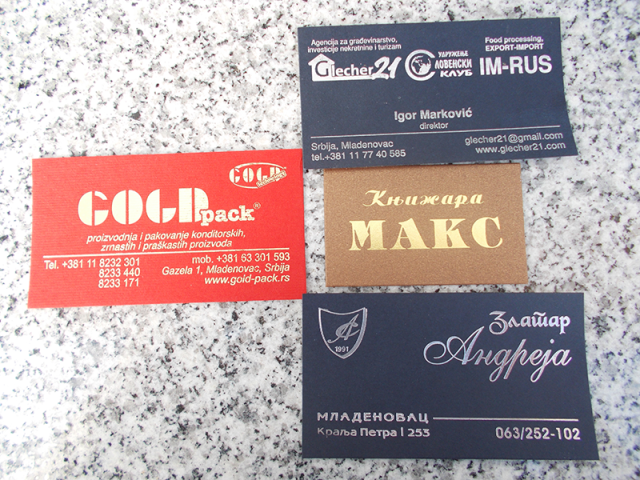 GOLD pack®
proizvodnja i pakovanje konditorskih,
zrnastih i praškastih proizvoda
Tel. +381 11 8232 301
8233 440
8233 171
mob. +381 63 301 593
Gazela 1, Mladenovac, Srbija
www.gold-pack.rs
Agencija za građevinarstvo,
investicije nekretnine i turizam
Glecher 21
УДРУЖЕЊЕ
ЛОВЕНСКИ
КЛУБ
Food processing,
EXPORT-IMPORT
IM-RUS
Igor Marković
direktor
Srbija, Mladenovac
tel.+381 11 77 40 585
glecher21@gmail.com
www.glecher21.com
Књижара
МАКС
1991
Златар
Андреја
МЛАДЕНОВАЦ
Краља Петра I 253
063/252-102